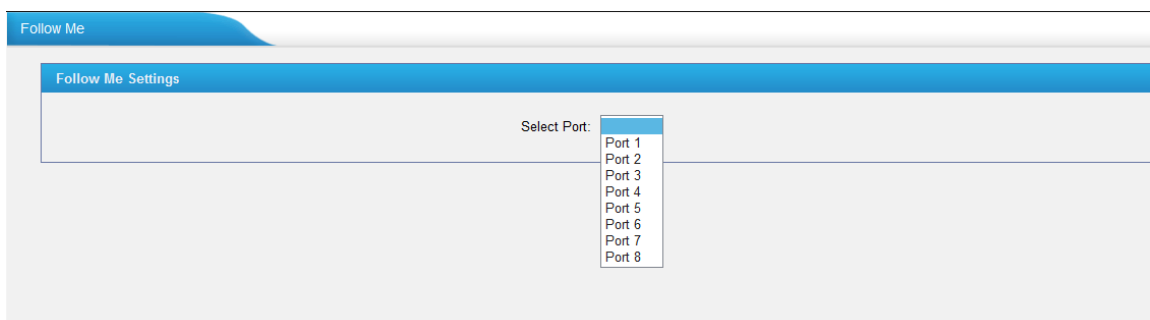 Follow Me
Follow Me Settings
Select Port:
Port 1
Port 2
Port 3
Port 4
Port 5
Port 6
Port 7
Port 8